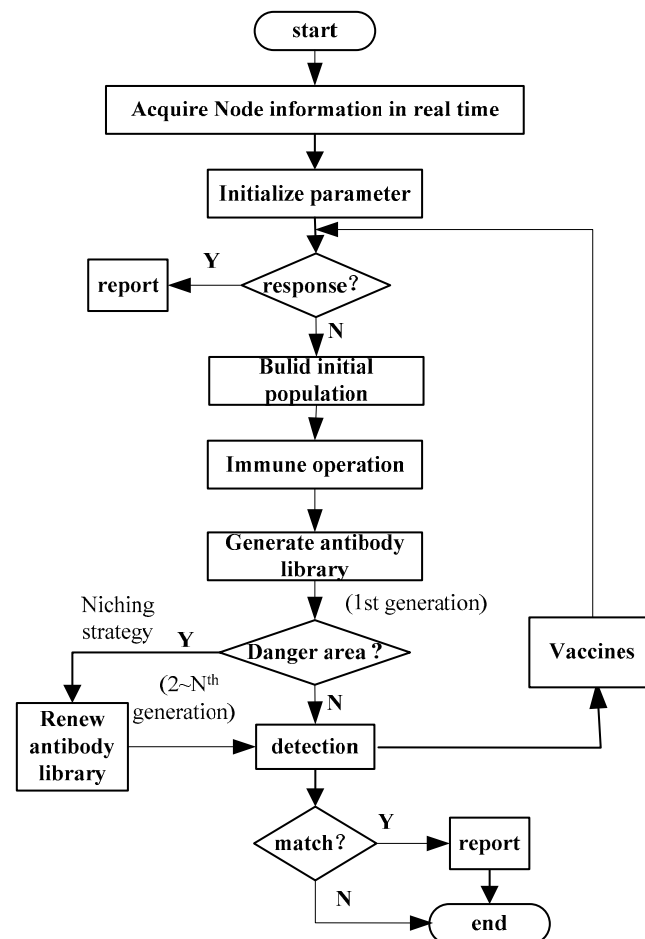 start
Acquire Node information in real time
Initialize parameter
Y
report
response?
N
Bulid initial
population
Immune operation
Generate antibody
library
(1st generation)
Niching
strategy
Y
Danger area?
Vaccines
(2~Nth
generation)
N
Renew
antibody
library
detection
match?
Y
report
N
end